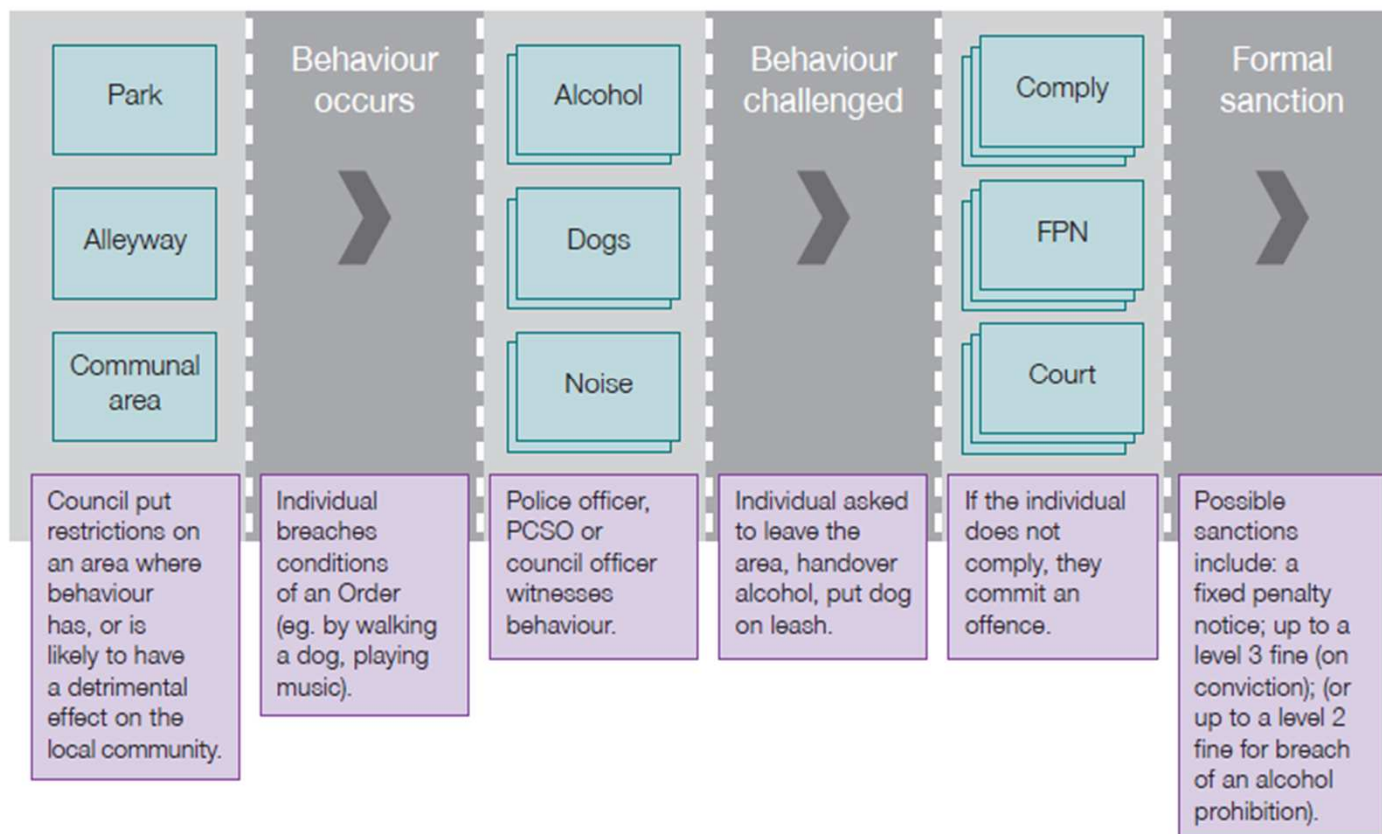 Park
Alleyway
Communal
area
Behaviour
occurs
Alcohol
Dogs
Noise
Behaviour
challenged
Comply
FPN
Court
Formal
sanction
Council put
restrictions on
an area where
behaviour
has, or is
likely to have
a detrimental
effect on the
local community.
Individual
breaches
conditions
of an Order
(eg. by walking
a dog, playing
music).
Police officer,
PCSO or
council officer
witnesses
behaviour.
Individual asked
to leave the
area, handover
alcohol, put dog
on leash.
If the individual
does not
comply, they
commit an
offence.
Possible
sanctions
include: a
fixed penalty
notice; up to a
level 3 fine (on
conviction); (or
up to a level 2
fine for breach
of an alcohol
prohibition).